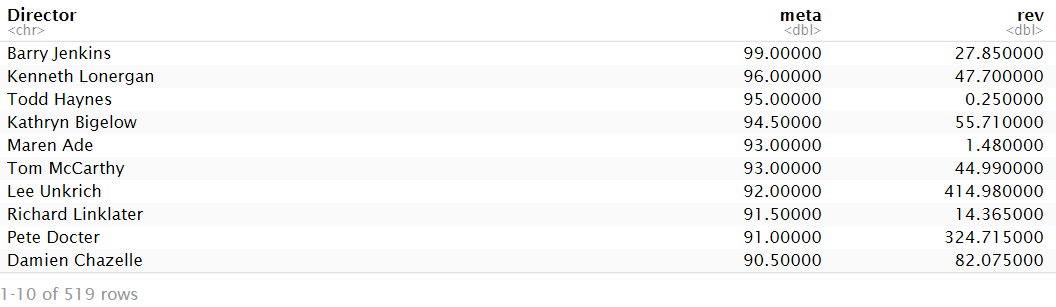 Director meta rev
<chr> <dbl> <dbl>
Barry Jenkins 99.00000 27.850000
Kenneth Lonergan 96.00000 47.700000
Todd Haynes 95.00000 0.250000
Kathryn Bigelow 94.50000 55.710000
Maren Ade 93.00000 1.480000
Tom McCarthy 93.00000 44.990000
Lee Unkrich 92.00000 414.980000
Richard Linklater 91.50000 14.365000
Pete Docter 91.00000 324.715000
Damien Chazelle 90.50000 82.075000
1-10 of 519 rows